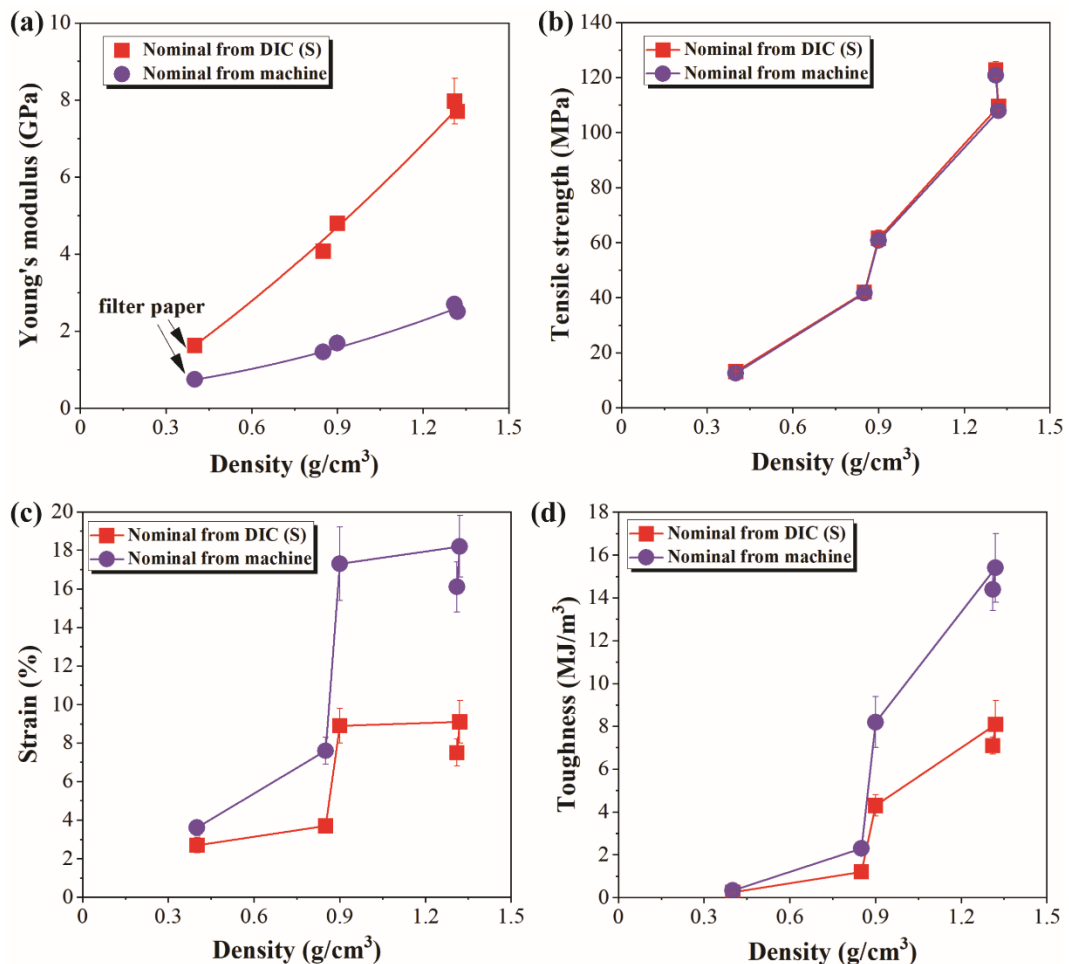 (a)
10
8
6
4
2
0
Young's modulus (GPa)
Nominal from DIC (S)
Nominal from machine
filter paper
0 0.3 0.6 0.9 1.2 1.5
Density (g/cm³)
(b)
140
120
100
80
60
40
20
0
Tensile strength (MPa)
Nominal from DIC (S)
Nominal from machine
0 0.3 0.6 0.9 1.2 1.5
Density (g/cm³)
(c)
20
18
16
14
12
10
8
6
4
2
0
Strain (%)
Nominal from DIC (S)
Nominal from machine
0 0.3 0.6 0.9 1.2 1.5
Density (g/cm³)
(d)
18
16
14
12
10
8
6
4
2
0
Toughness (MJ/m³)
Nominal from DIC (S)
Nominal from machine
0 0.3 0.6 0.9 1.2 1.5
Density (g/cm³)